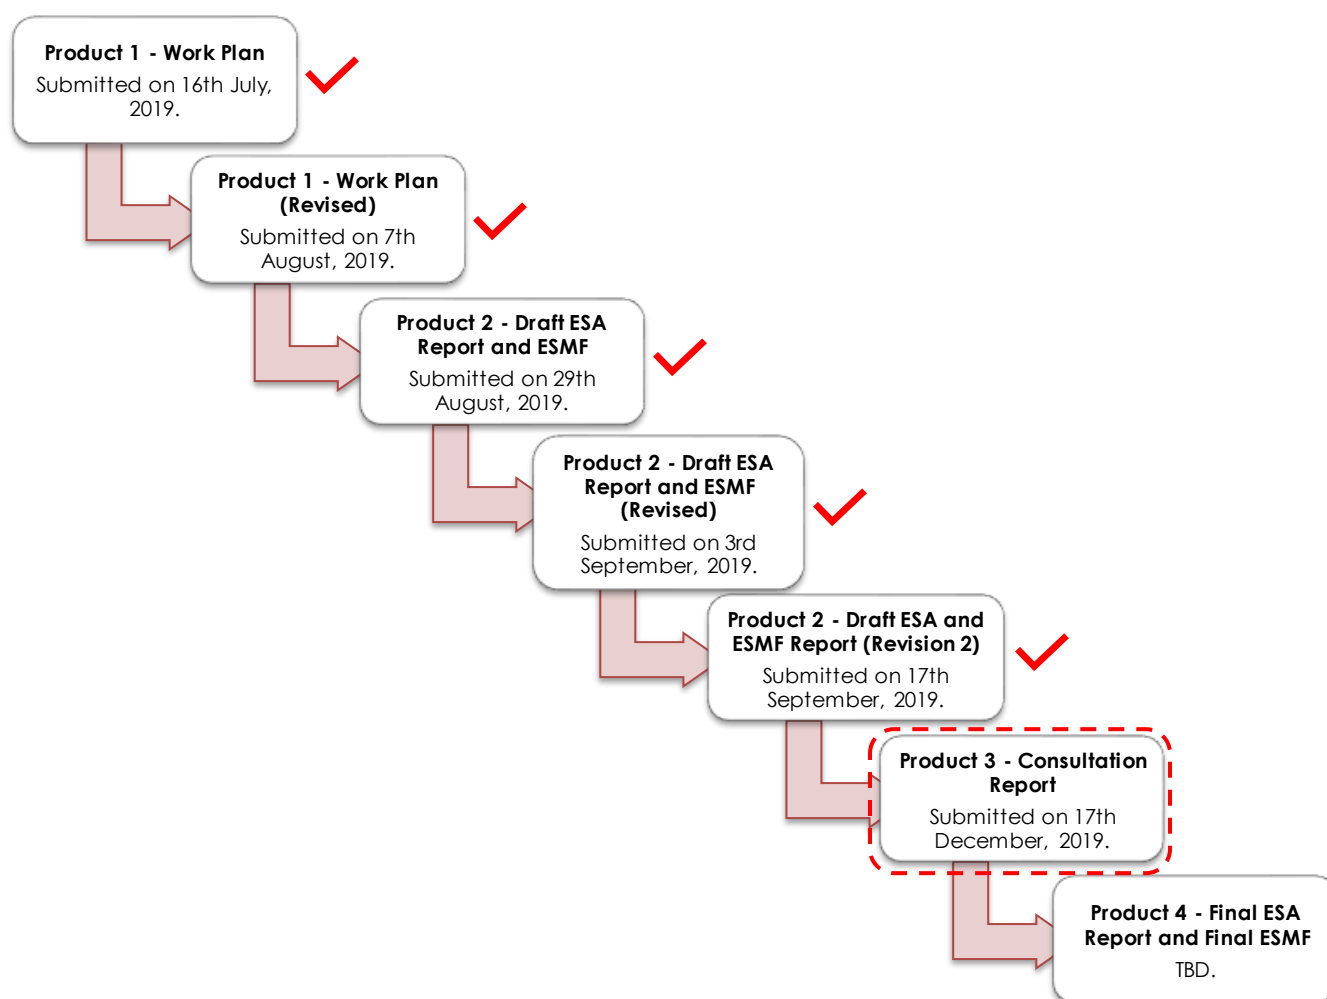 Product 1 - Work Plan
Submitted on 16th July,
2019.
Product 1 - Work Plan
(Revised)
Submitted on 7th
August, 2019.
Product 2 - Draft ESA
Report and ESMF
Submitted on 29th
August, 2019.
Product 2 - Draft ESA
Report and ESMF
(Revised)
Submitted on 3rd
September, 2019.
Product 2 - Draft ESA and
ESMF Report (Revision 2)
Submitted on 17th
September, 2019.
Product 3 - Consultation
Report
Submitted on 17th
December, 2019.
Product 4 - Final ESA
Report and Final ESMF
TBD.